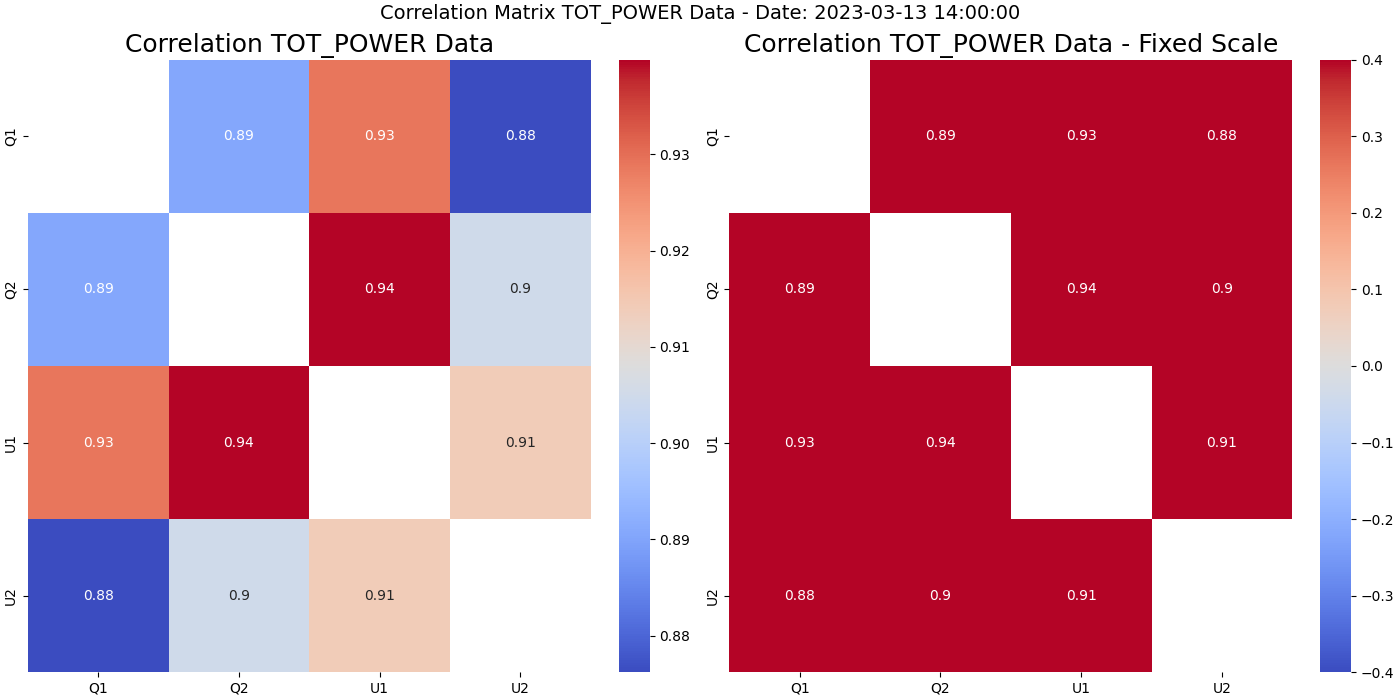 Correlation Matrix TOT_POWER Data - Date: 2023-03-13 14:00:00
Correlation TOT_POWER Data
Q1
Q2
U1
U2
0.89 0.93 0.88
0.89 0.94 0.9
0.93 0.94 0.91
0.88 0.9 0.91
Q1 Q2 U1 U2
0.93
0.92
0.91
0.90
0.89
0.88
Correlation TOT_POWER Data - Fixed Scale
Q1
Q2
U1
U2
0.89 0.93 0.88
0.89 0.94 0.9
0.93 0.94 0.91
0.88 0.9 0.91
Q1 Q2 U1 U2
0.4
0.3
0.2
0.1
0.0
−0.1
−0.2
−0.3
−0.4